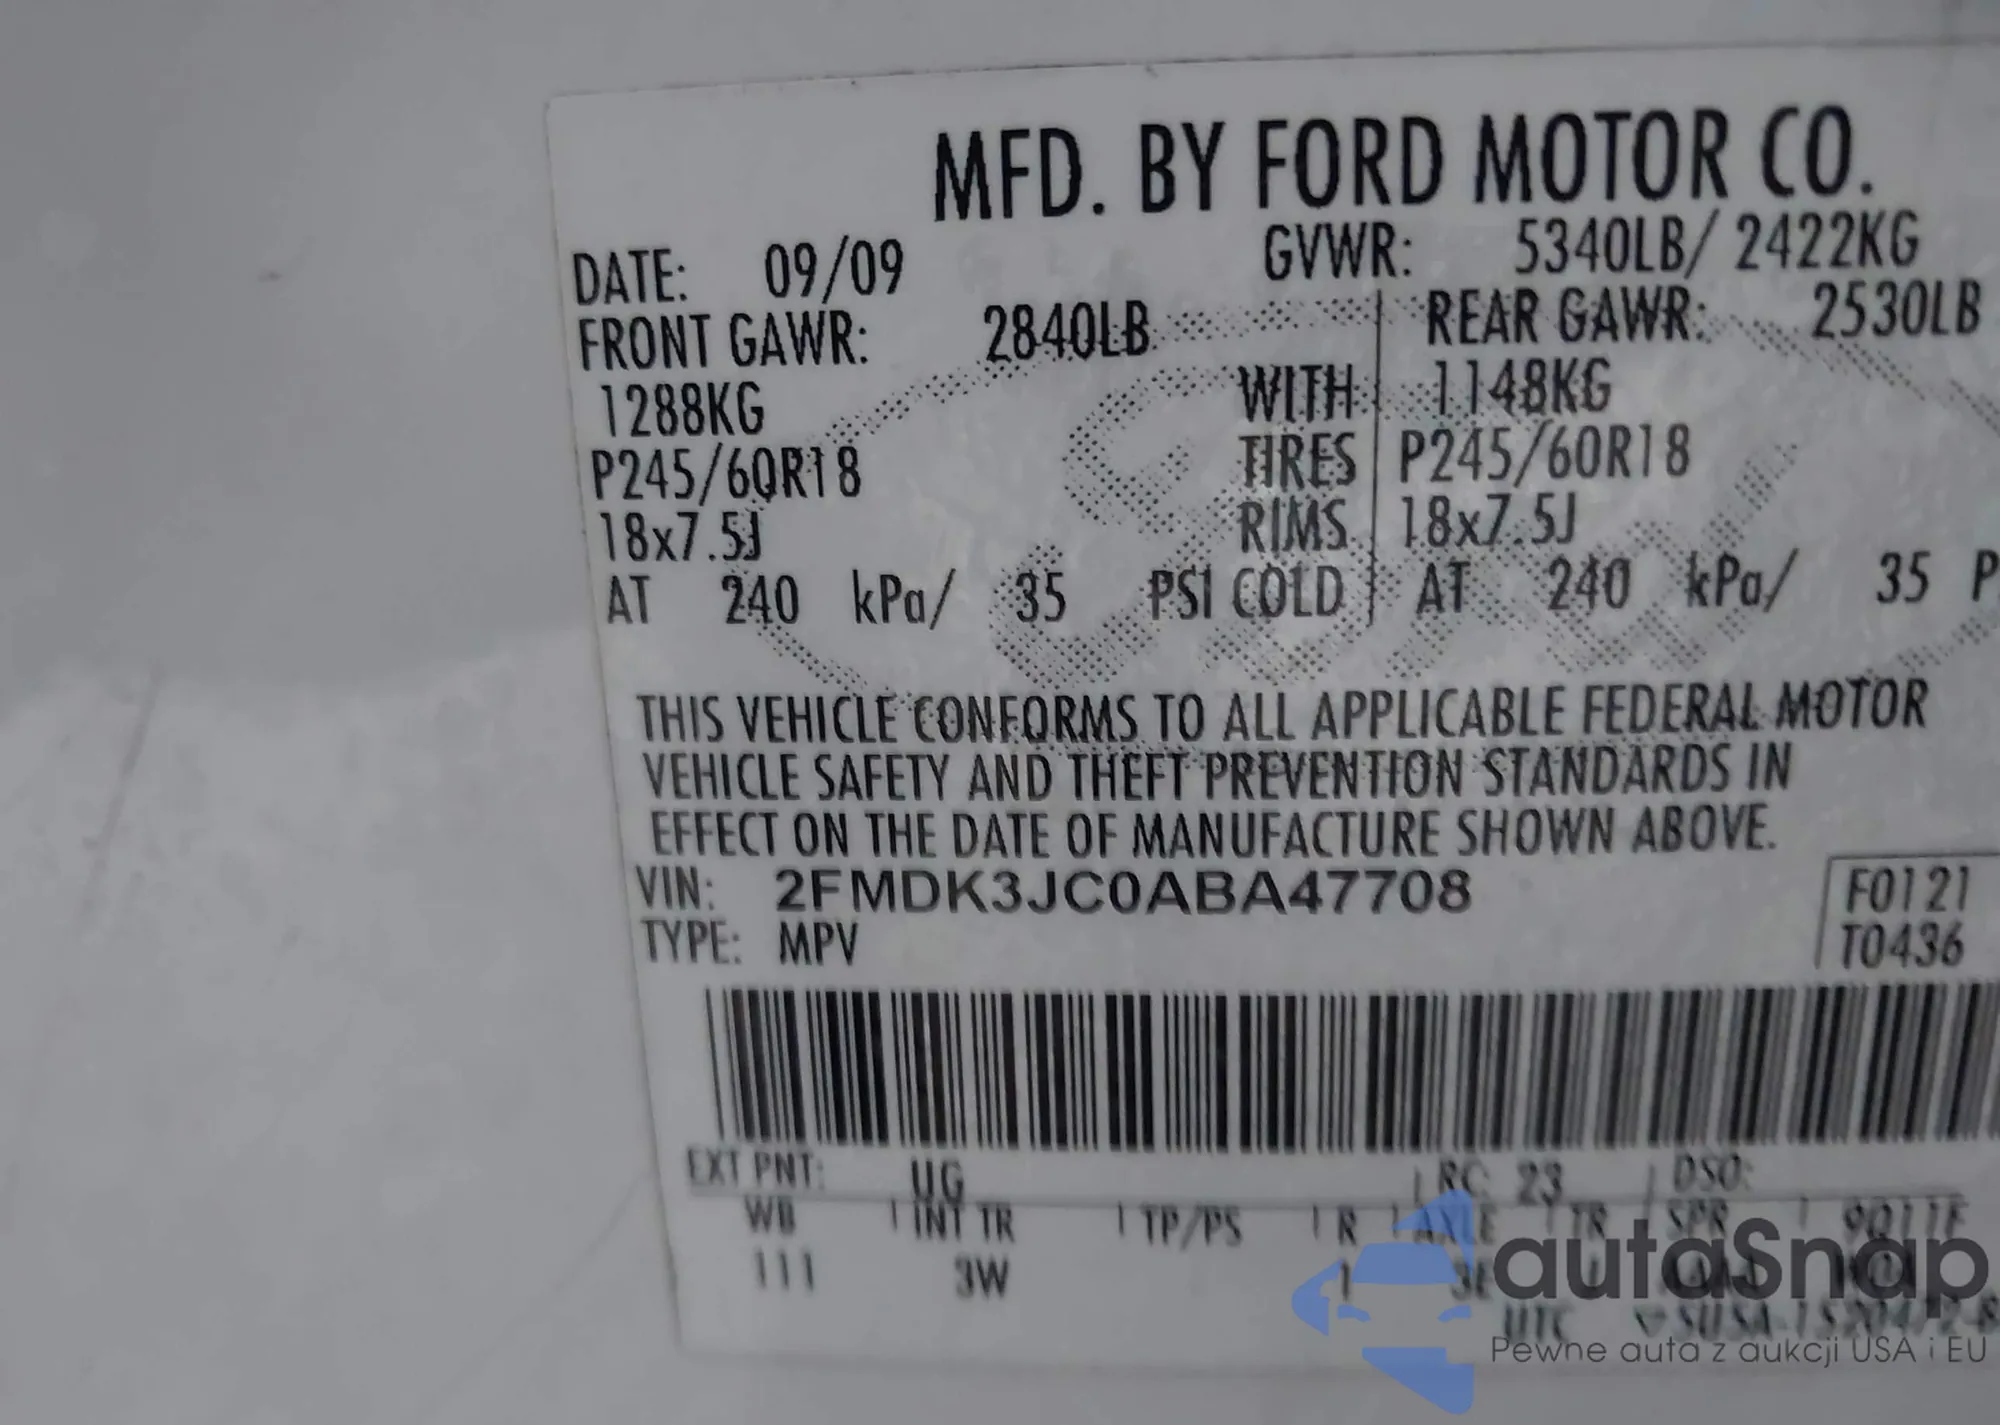 MFD. BY FORD MOTOR CO.
DATE: 09/09 GVWR: 5340LB/ 2422KG
FRONT GAWR: 2840LB REAR GAWR: 2530LB
1288KG WITH 1148KG
P245/60R18 TIRES P245/60R18
18x7.5J RIMS 18x7.5J
AT 240 kPa/ 35 PSI COLD AT 240 kPa/ 35
THIS VEHICLE CONFORMS TO ALL APPLICABLE FEDERAL MOTOR
VEHICLE SAFETY AND THEFT PREVENTION STANDARDS IN
EFFECT ON THE DATE OF MANUFACTURE SHOWN ABOVE.
VIN: 2FMDK3JC0ABA47708 F0121
TYPE: MPV T0436
EXT PNT: UG RC: 23 DSO:
WB INT TR TP/PS R AXLE TR SPR
111 3W 1
UTC
autaSnap
Pewne auta z aukcji USA i EU